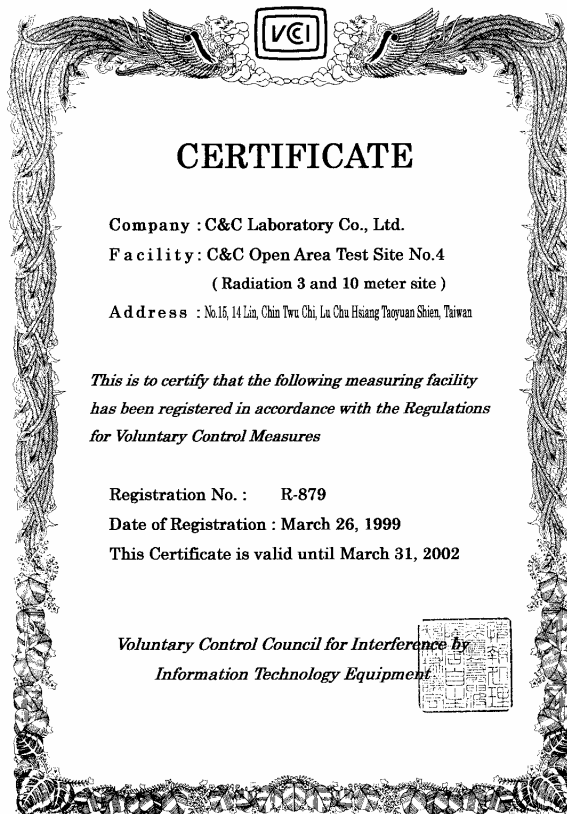 VCCI
CERTIFICATE
Company : C&C Laboratory Co., Ltd.
Facility: C&C Open Area Test Site No.4
( Radiation 3 and 10 meter site )
Address : No.15, 14 Lin, Chin Twu Chi, Lu Chu Hsiang Taoyuan Shien, Taiwan
This is to certify that the following measuring facility
has been registered in accordance with the Regulations
for Voluntary Control Measures
Registration No. : R-879
Date of Registration : March 26, 1999
This Certificate is valid until March 31, 2002
Voluntary Control Council for Interference by
Information Technology Equipment